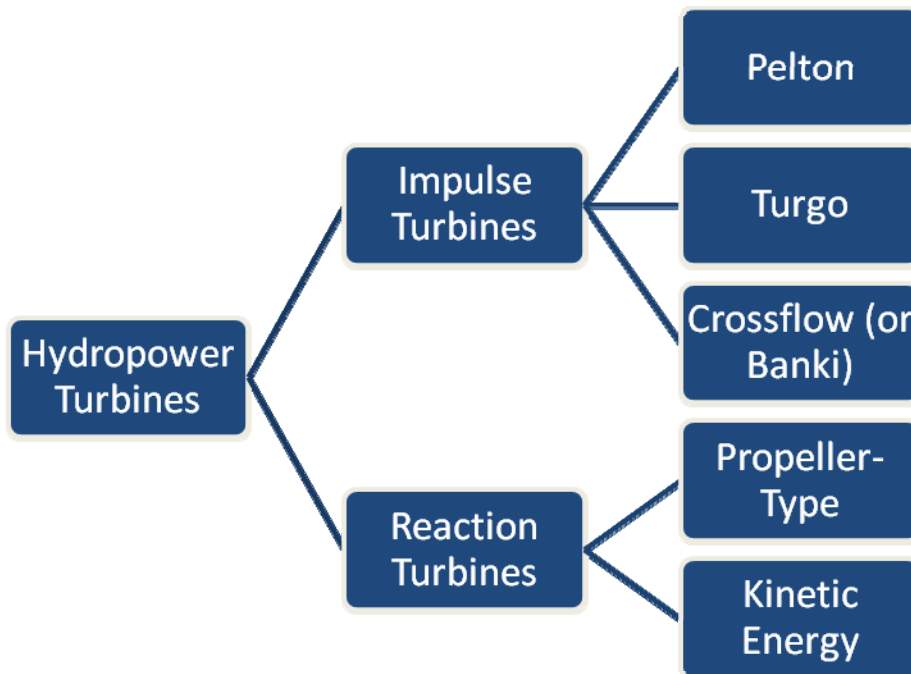 Pelton
Impulse
Turbines
Turgo
Crossflow (or
Banki)
Hydropower
Turbines
Propeller-
Type
Reaction
Turbines
Kinetic
Energy